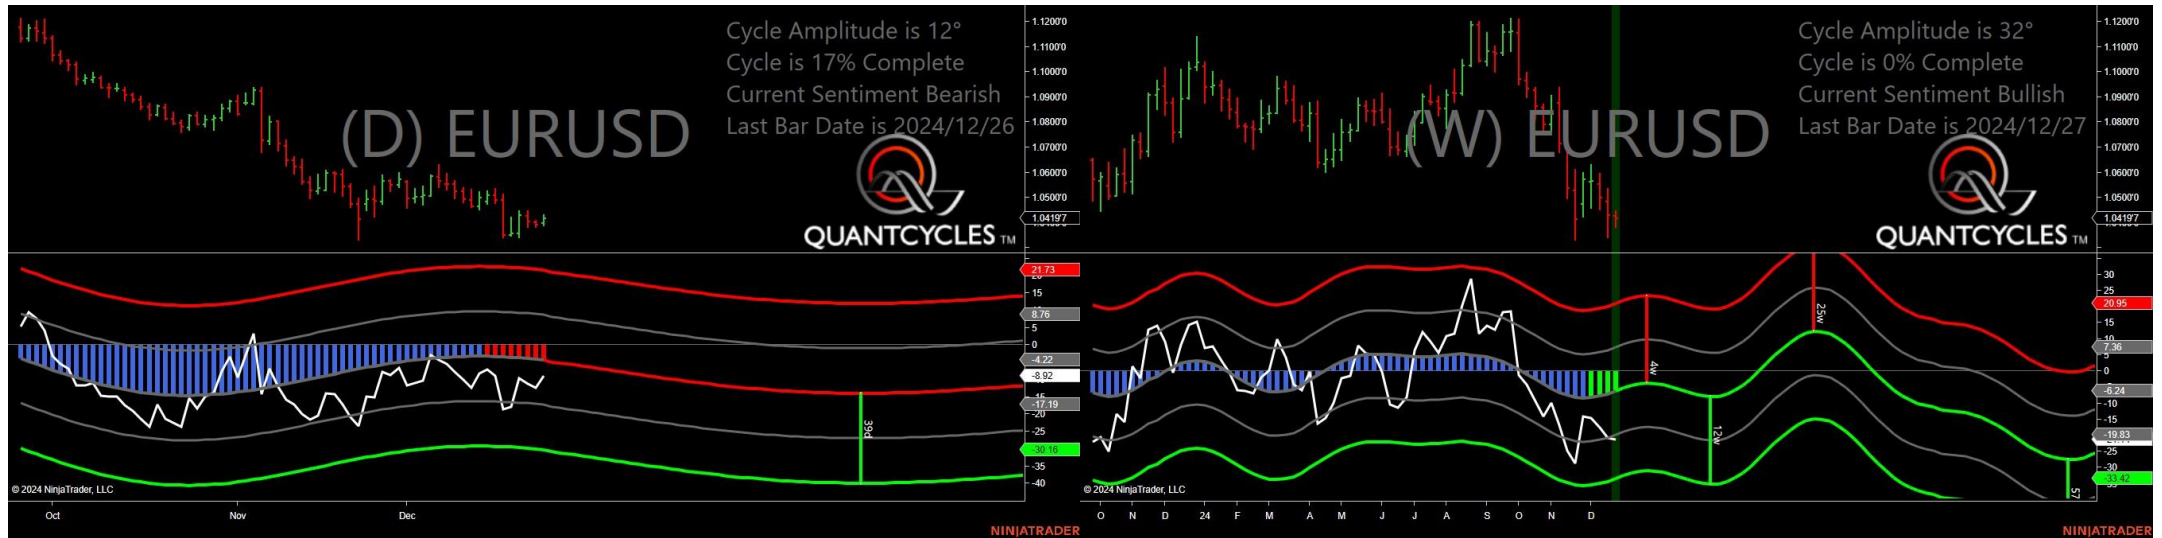 Cycle Amplitude is 12°
Cycle is 17% Complete
Current Sentiment Bearish
Last Bar Date is 2024/12/26
(D) EURUSD
QUANTCYCLES TM
1.1200'0
1.1100'0
1.1000'0
1.0900'0
1.0800'0
1.0700'0
1.0600'0
1.0500'0
1.0419'7
21.73
15
8.76
5
0
-4.22
-8.92
-15
-17.19
-20
-25
-30.16
-35
-40
39d
© 2024 NinjaTrader, LLC
Oct
Nov
Dec
NINJATRADER
Cycle Amplitude is 32°
Cycle is 0% Complete
Current Sentiment Bullish
Last Bar Date is 2024/12/27
(W) EURUSD
QUANTCYCLES TM
1.1200'0
1.1100'0
1.1000'0
1.0900'0
1.0800'0
1.0700'0
1.0600'0
1.0500'0
1.0419'7
30
25
20.95
15
7.36
5
0
-6.24
-10
-15
-19.83
-25
-30
-33.42
4w
12w
25w
57
© 2024 NinjaTrader, LLC
O N D 24 F M A M J J A S O N D
NINJATRADER